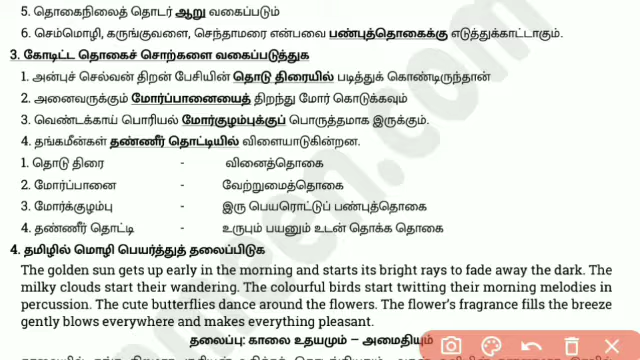 5. தொகைநிலைத் தொடர் ஆறு வகைப்படும்
6. செம்மொழி, கருங்குவளை, செந்தாமரை என்பவை பண்புத்தொகைக்கு எடுத்துக்காட்டாகும்.
3. கோடிட்ட தொகைச் சொற்களை வகைப்படுத்துக
1. அன்புச் செல்வன் திறன் பேசியின் தொடு திரையில் படித்துக் கொண்டிருந்தான்
2. அனைவருக்கும் மோர்ப்பானையைத் திறந்து மோர் கொடுக்கவும்
3. வெண்டக்காய் பொரியல் மோர்குழம்புக்குப் பொருத்தமாக இருக்கும்.
4. தங்கமீன்கள் தண்ணீர் தொட்டியில் விளையாடுகின்றன.
1. தொடு திரை - வினைத்தொகை
2. மோர்ப்பானை - வேற்றுமைத்தொகை
3. மோர்க்குழம்பு - இரு பெயரொட்டுப் பண்புத்தொகை
4. தண்ணீர் தொட்டி - உருபும் பயனும் உடன் தொக்க தொகை
4. தமிழில் மொழி பெயர்த்துத் தலைப்பிடுக
The golden sun gets up early in the morning and starts its bright rays to fade away the dark. The
milky clouds start their wandering. The colourful birds start twitting their morning melodies in
percussion. The cute butterflies dance around the flowers. The flower's fragrance fills the breeze
gently blows everywhere and makes everything pleasant.
தலைப்பு: காலை உதயமும் – அமைதியும்